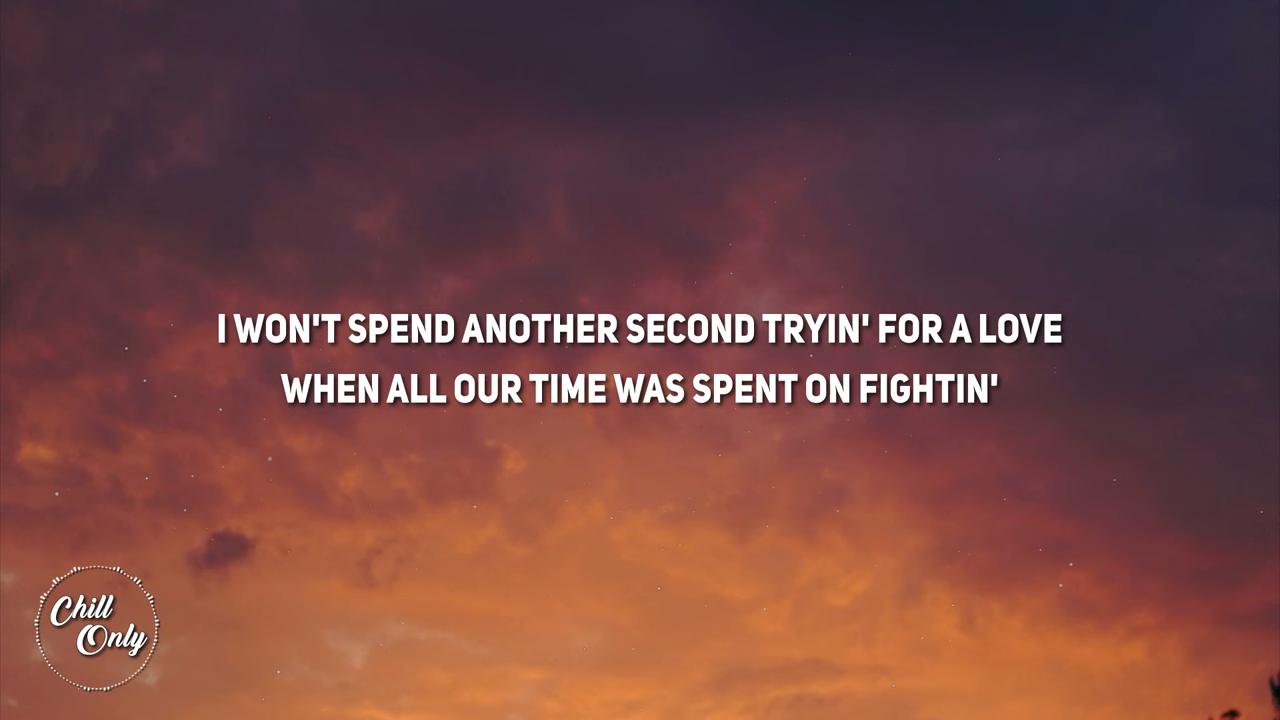 I WON'T SPEND ANOTHER SECOND TRYIN' FOR A LOVE
WHEN ALL OUR TIME WAS SPENT ON FIGHTIN'
Chill
Only